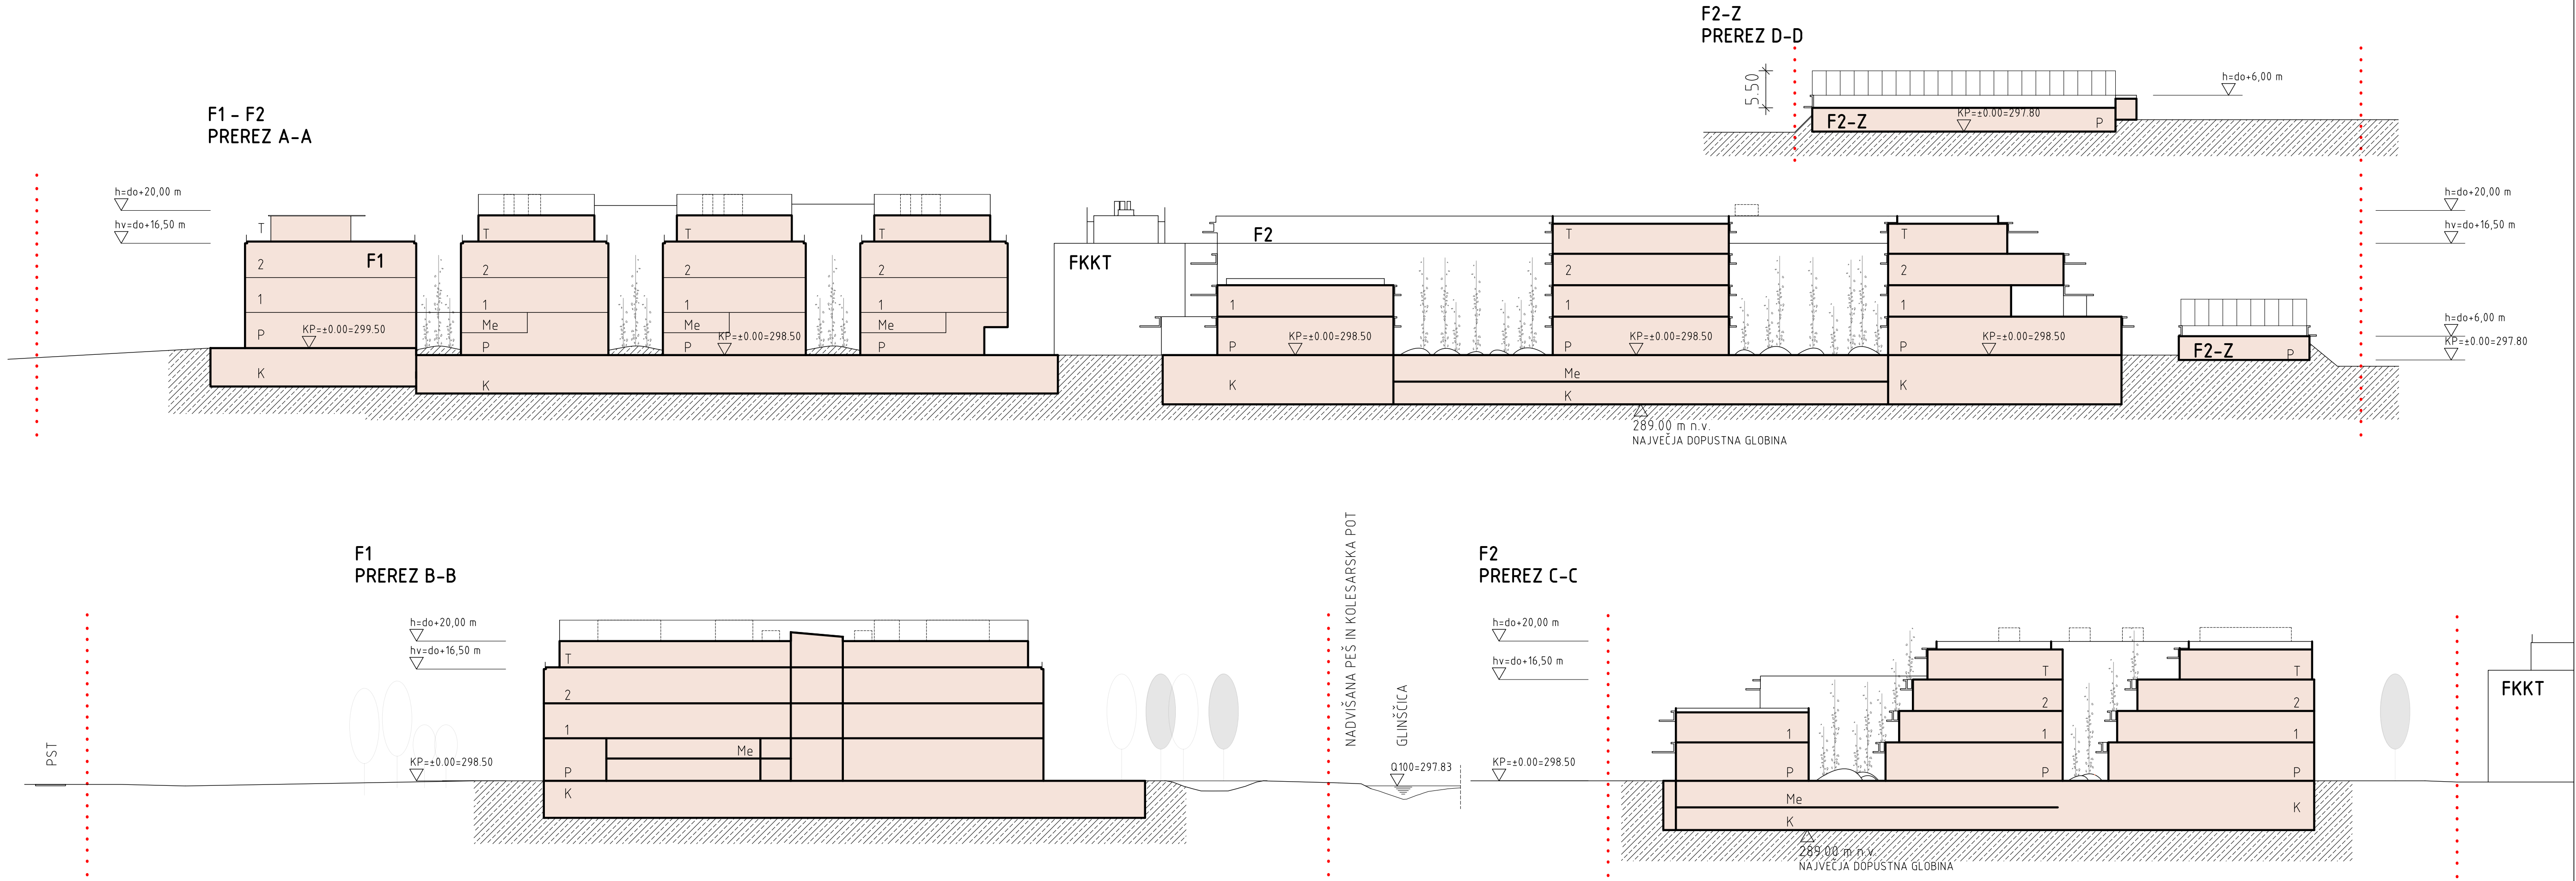 F2-Z
PREREZ D-D
5.50
h=do+6,00 m
KP=±0.00=297.80
F2-Z
P
F1 - F2
PREREZ A-A
h=do+20,00 m
hv=do+16,50 m
T
2
F1
1
P
KP=±0.00=299.50
K
T
2
1
Me
P
K
T
2
1
Me
P
KP=±0.00=298.50
T
2
1
Me
P
FKKT
F2
1
P
KP=±0.00=298.50
K
T
2
1
P
KP=±0.00=298.50
Me
K
T
2
1
P
KP=±0.00=298.50
K
289.00 m n.v.
NAJVEČJA DOPUSTNA GLOBINA
F2-Z
P
h=do+20,00 m
hv=do+16,50 m
h=do+6,00 m
KP=±0.00=297.80
F1
PREREZ B-B
PST
h=do+20,00 m
hv=do+16,50 m
KP=±0.00=298.50
T
2
1
Me
P
K
NADVIŠANA PEŠ IN KOLESARSKA POT
GLINŠČICA
Q100=297.83
F2
PREREZ C-C
h=do+20,00 m
hv=do+16,50 m
KP=±0.00=298.50
1
P
T
2
1
P
T
2
1
P
Me
K
K
289.00 m n.v.
NAJVEČJA DOPUSTNA GLOBINA
FKKT